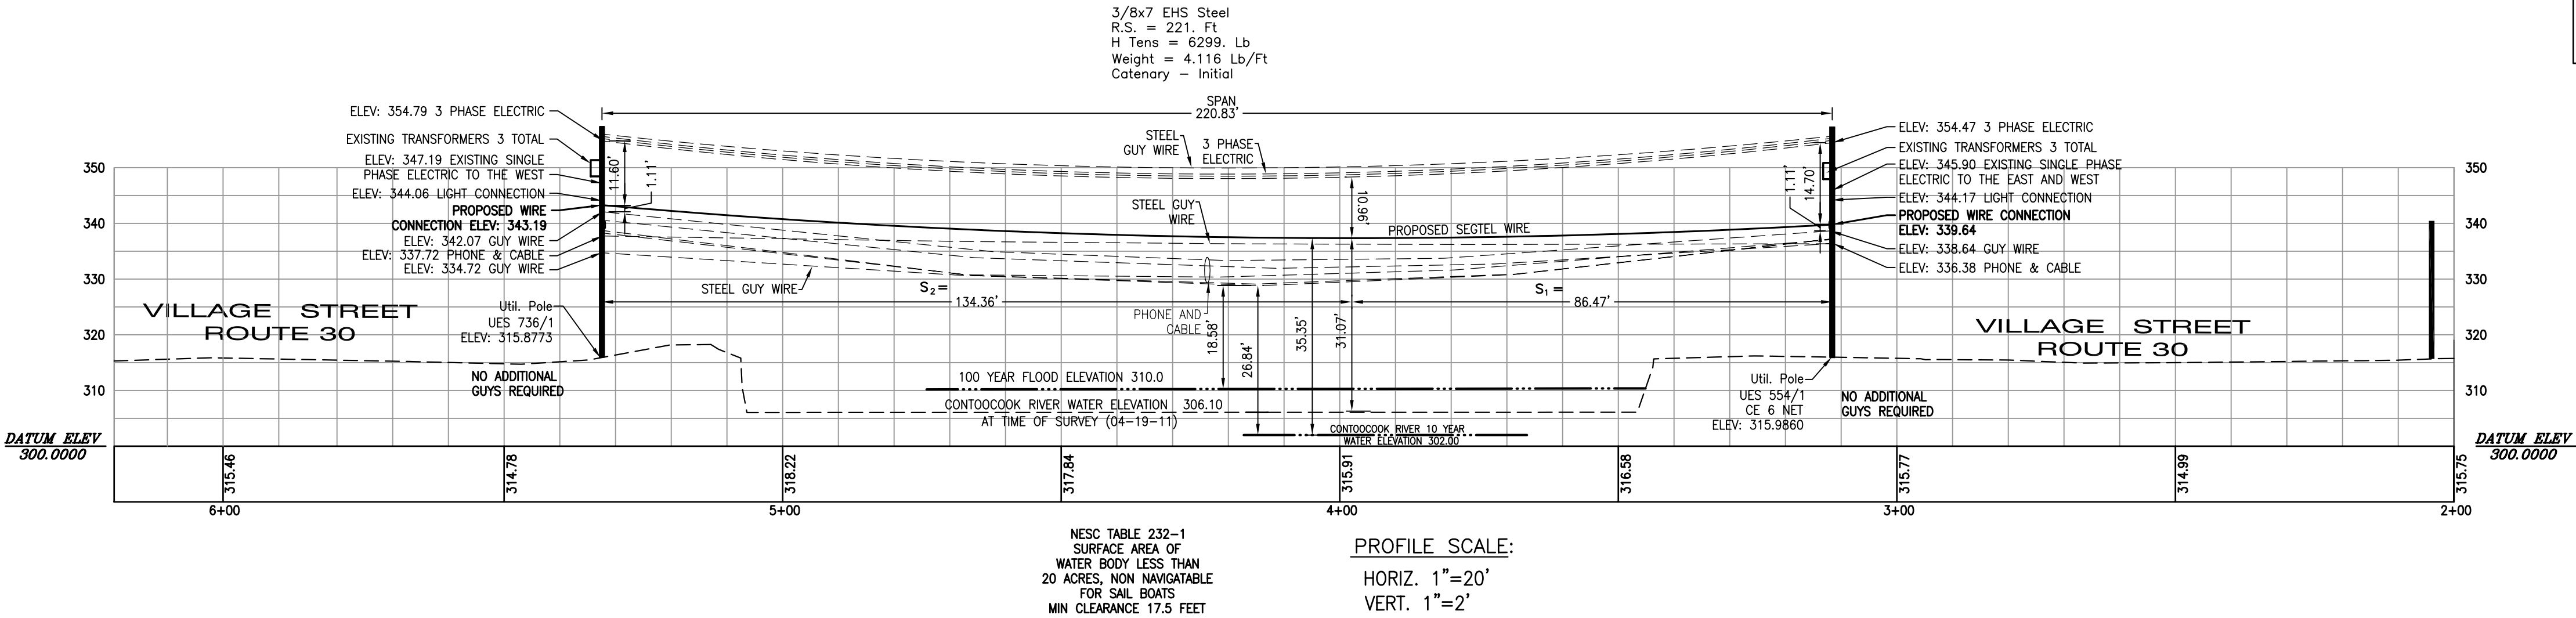 3/8x7 EHS Steel
R.S. = 221. Ft
H Tens = 6299. Lb
Weight = 4.116 Lb/Ft
Catenary - Initial
SPAN
220.83'
ELEV: 354.79 3 PHASE ELECTRIC
EXISTING TRANSFORMERS 3 TOTAL
ELEV: 347.19 EXISTING SINGLE
PHASE ELECTRIC TO THE WEST
ELEV: 344.06 LIGHT CONNECTION
PROPOSED WIRE
CONNECTION ELEV: 343.19
ELEV: 342.07 GUY WIRE
ELEV: 337.72 PHONE & CABLE
ELEV: 334.72 GUY WIRE
11.60'
1.11'
STEEL
GUY WIRE
3 PHASE
ELECTRIC
STEEL GUY
WIRE
10.96'
PROPOSED SEGTEL WIRE
1.11'
14.70'
ELEV: 354.47 3 PHASE ELECTRIC
EXISTING TRANSFORMERS 3 TOTAL
ELEV: 345.90 EXISTING SINGLE PHASE
ELECTRIC TO THE EAST AND WEST
ELEV: 344.17 LIGHT CONNECTION
PROPOSED WIRE CONNECTION
ELEV: 339.64
ELEV: 338.64 GUY WIRE
ELEV: 336.38 PHONE & CABLE
350
340
330
320
310
350
340
330
320
310
STEEL GUY WIRE
S2=
134.36'
S1=
86.47'
PHONE AND
CABLE
18.58'
26.84'
35.35'
31.07'
VILLAGE STREET
ROUTE 30
Util. Pole
UES 736/1
ELEV: 315.8773
NO ADDITIONAL
GUYS REQUIRED
100 YEAR FLOOD ELEVATION 310.0
CONTOOCOOK RIVER WATER ELEVATION 306.10
AT TIME OF SURVEY (04-19-11)
CONTOOCOOK RIVER 10 YEAR
WATER ELEVATION 302.00
VILLAGE STREET
ROUTE 30
Util. Pole
UES 554/1
CE 6 NET
ELEV: 315.9860
NO ADDITIONAL
GUYS REQUIRED
DATUM ELEV
300.0000
DATUM ELEV
300.0000
315.46
314.78
318.22
317.84
315.91
316.58
315.77
314.99
315.75
6+00
5+00
4+00
3+00
2+00
NESC TABLE 232-1
SURFACE AREA OF
WATER BODY LESS THAN
20 ACRES, NON NAVIGATABLE
FOR SAIL BOATS
MIN CLEARANCE 17.5 FEET
PROFILE SCALE:
HORIZ. 1"=20'
VERT. 1"=2'